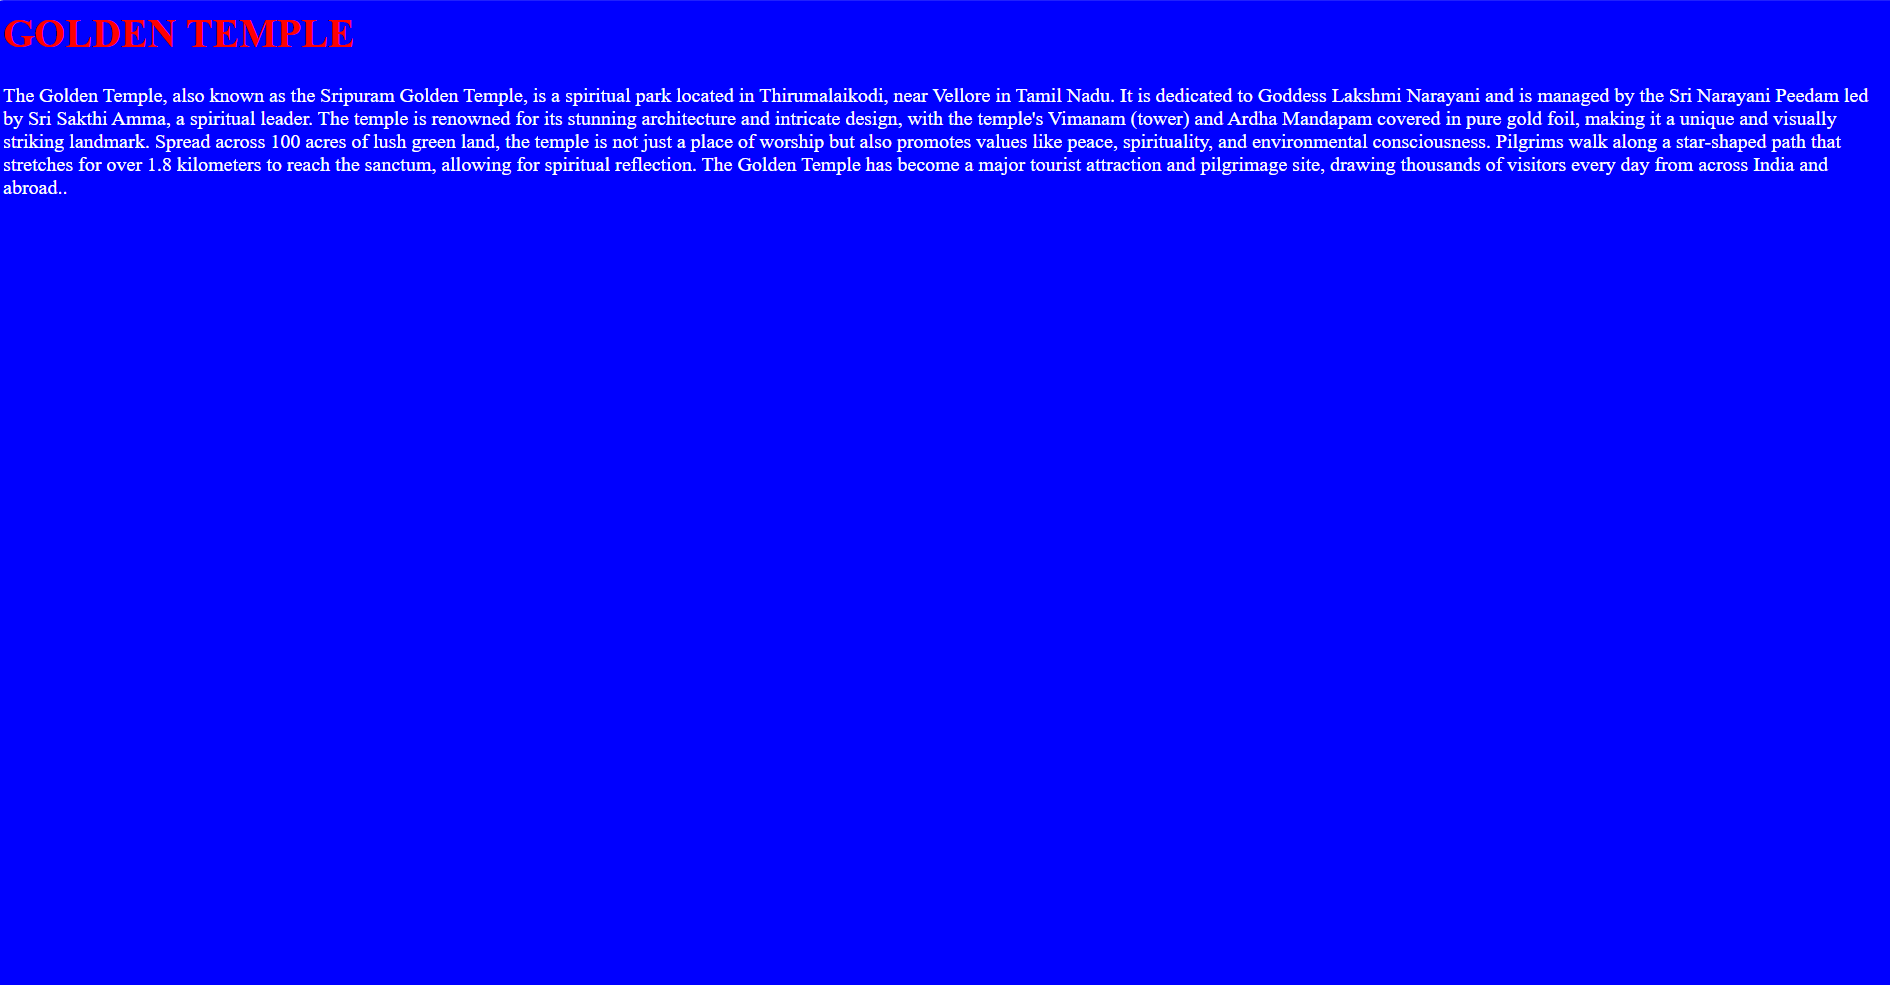 GOLDEN TEMPLE
The Golden Temple, also known as the Sripuram Golden Temple, is a spiritual park located in Thirumalaikodi, near Vellore in Tamil Nadu. It is dedicated to Goddess Lakshmi Narayani and is managed by the Sri Narayani Peedam led
by Sri Sakthi Amma, a spiritual leader. The temple is renowned for its stunning architecture and intricate design, with the temple's Vimanam (tower) and Ardha Mandapam covered in pure gold foil, making it a unique and visually
striking landmark. Spread across 100 acres of lush green land, the temple is not just a place of worship but also promotes values like peace, spirituality, and environmental consciousness. Pilgrims walk along a star-shaped path that
stretches for over 1.8 kilometers to reach the sanctum, allowing for spiritual reflection. The Golden Temple has become a major tourist attraction and pilgrimage site, drawing thousands of visitors every day from across India and
abroad..